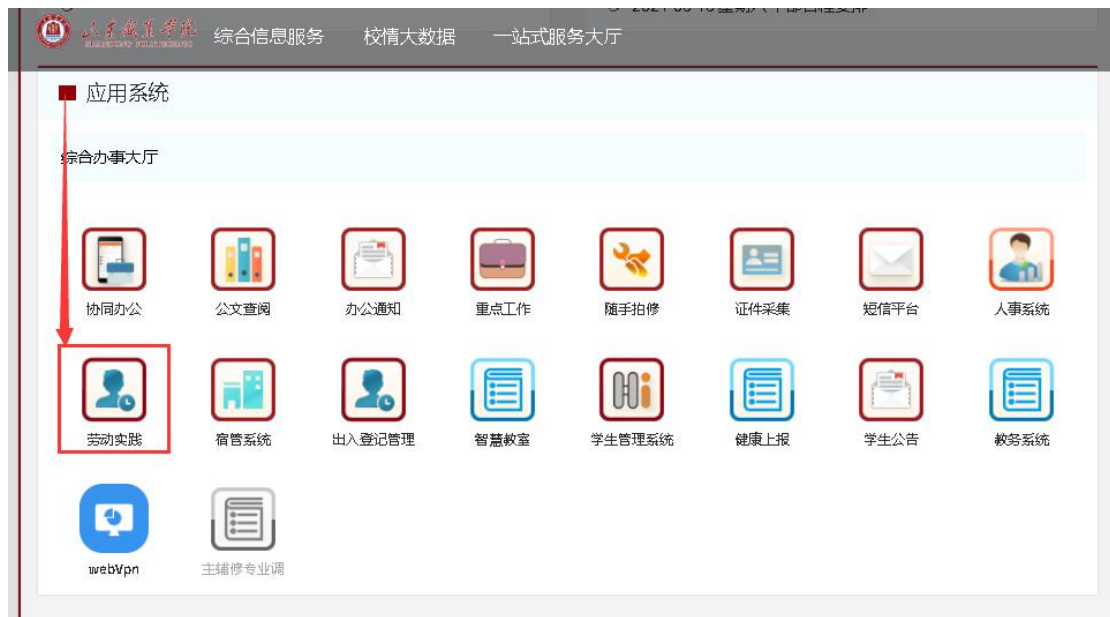 综合信息服务 校情大数据 一站式服务大厅
应用系统
综合办事大厅
协同办公 公文查阅 办公通知 重点工作 随手拍修 证件采集 短信平台 人事系统
劳动实践 宿管系统 出入登记管理 智慧教室 学生管理系统 健康上报 学生公告 教务系统
webVpn 主辅修专业调